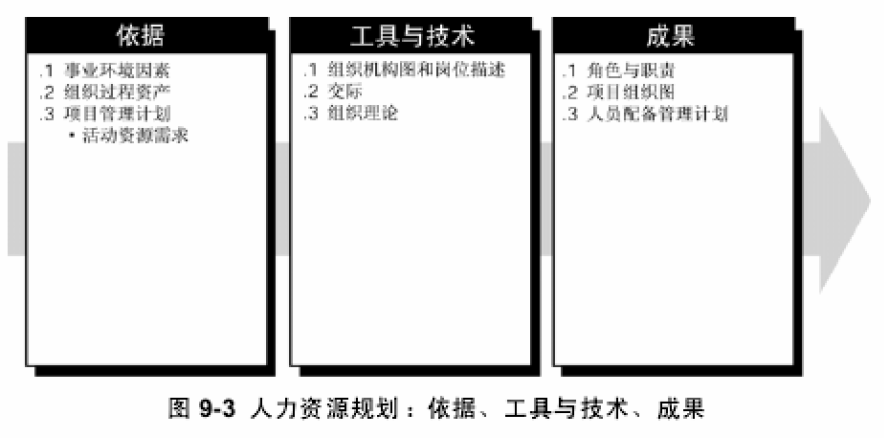 依据
.1 事业环境因素
.2 组织过程资产
.3 项目管理计划
• 活动资源需求
工具与技术
.1 组织机构图和岗位描述
.2 交际
.3 组织理论
成果
.1 角色与职责
.2 项目组织图
.3 人员配备管理计划
图 9-3 人力资源规划：依据、工具与技术、成果